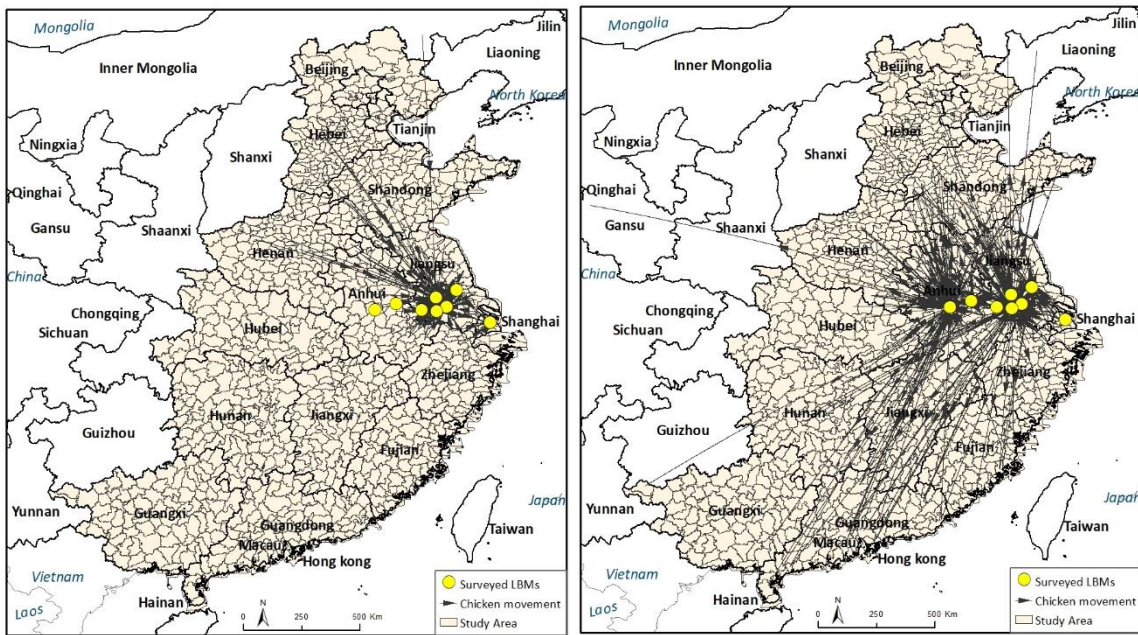 Mongolia
Jilin
Liaoning
Inner Mongolia
Beijing
North Korea
Tianjin
Hebei
Ningxia
Shanxi
Shandong
Qinghai
Gansu
Shaanxi
Henan
Jiangsu
China
Anhui
Chongqing
Shanghai
Hubei
Sichuan
Zhejiang
Hunan
Jiangxi
Guizhou
Fujian
Japan
Yunnan
Guangxi
Guangdong
Taiwan
Macau
Hong kong
Vietnam
Laos
Hainan
N
0 250 500 Km
Surveyed LBMs
Chicken movement
Study Area
Mongolia
Jilin
Liaoning
Inner Mongolia
Beijing
North Korea
Tianjin
Hebei
Ningxia
Shanxi
Shandong
Qinghai
Gansu
Shaanxi
Henan
Jiangsu
China
Anhui
Chongqing
Shanghai
Hubei
Sichuan
Zhejiang
Hunan
Jiangxi
Guizhou
Fujian
Japan
Yunnan
Guangxi
Guangdong
Taiwan
Macau
Hong kong
Vietnam
Laos
Hainan
N
0 250 500 Km
Surveyed LBMs
Chicken movement
Study Area